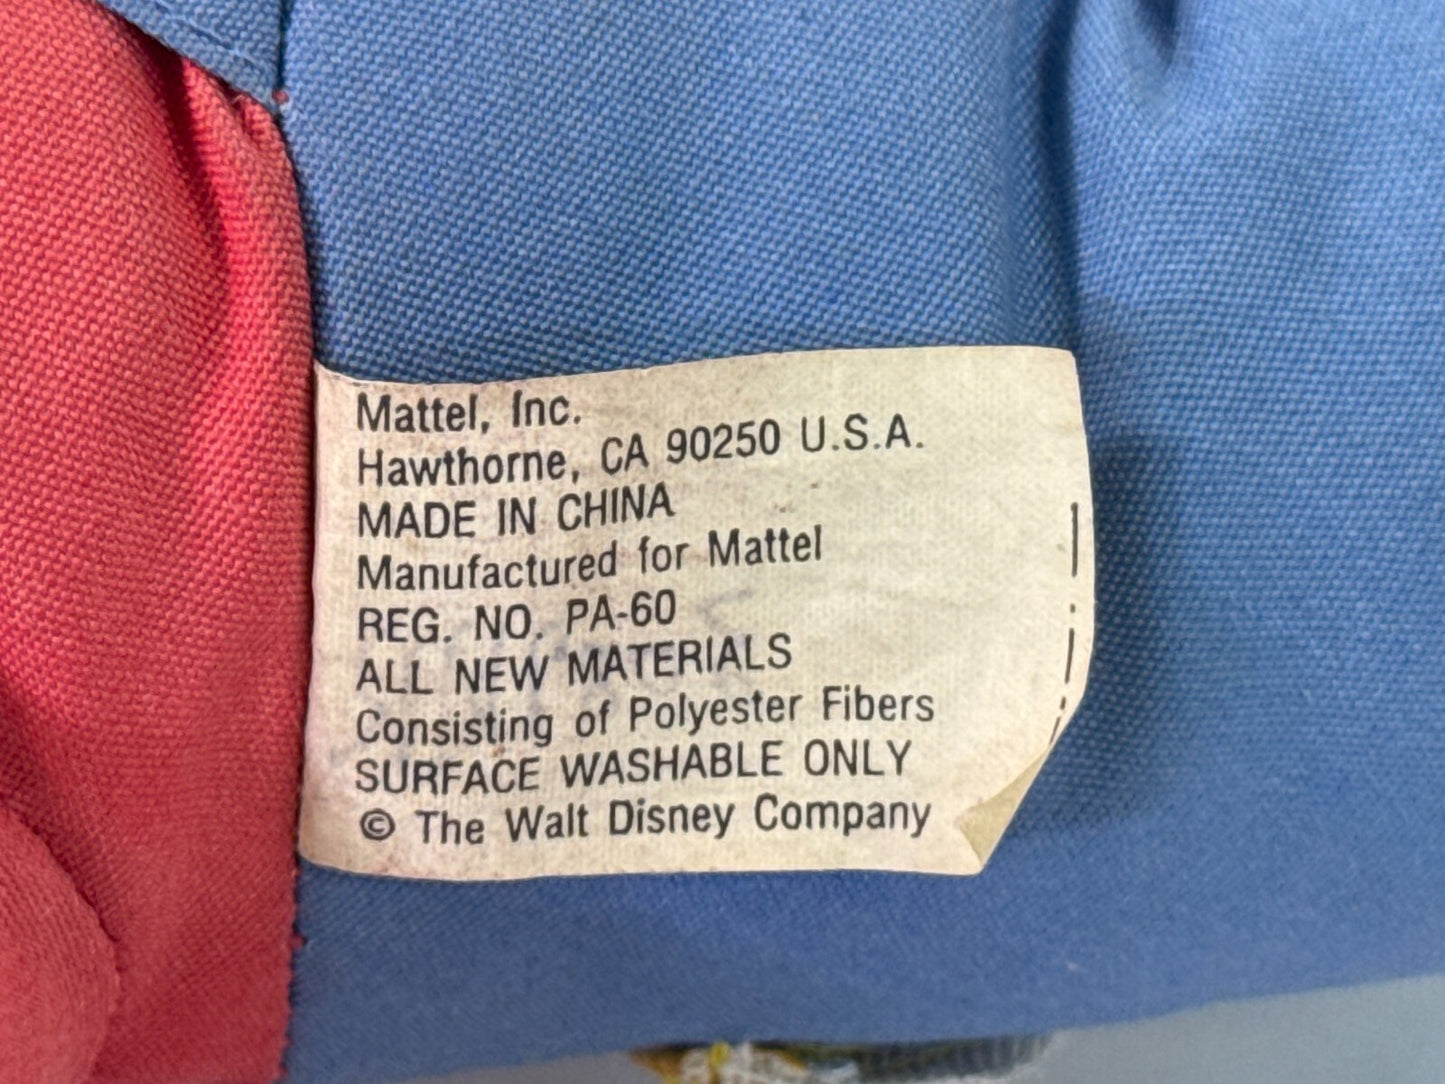 Mattel, Inc.
Hawthorne, CA 90250 U.S.A.
MADE IN CHINA
Manufactured for Mattel
REG. NO. PA-60
ALL NEW MATERIALS
Consisting of Polyester Fibers
SURFACE WASHABLE ONLY
© The Walt Disney Company